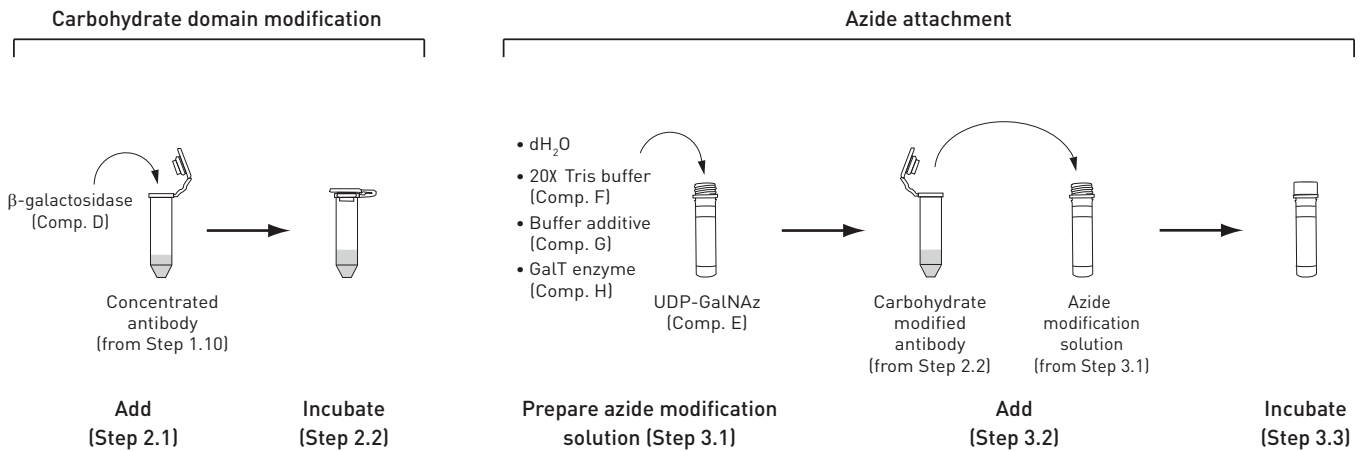 Carbohydrate domain modification
Azide attachment
β-galactosidase
(Comp. D)
Concentrated
antibody
(from Step 1.10)
• dH₂O
• 20X Tris buffer
(Comp. F)
• Buffer additive
(Comp. G)
• GalT enzyme
(Comp. H)
UDP-GalNAz
(Comp. E)
Carbohydrate
modified
antibody
(from Step 2.2)
Azide
modification
solution
(from Step 3.1)
Add
(Step 2.1)
Incubate
(Step 2.2)
Prepare azide modification
solution (Step 3.1)
Add
(Step 3.2)
Incubate
(Step 3.3)